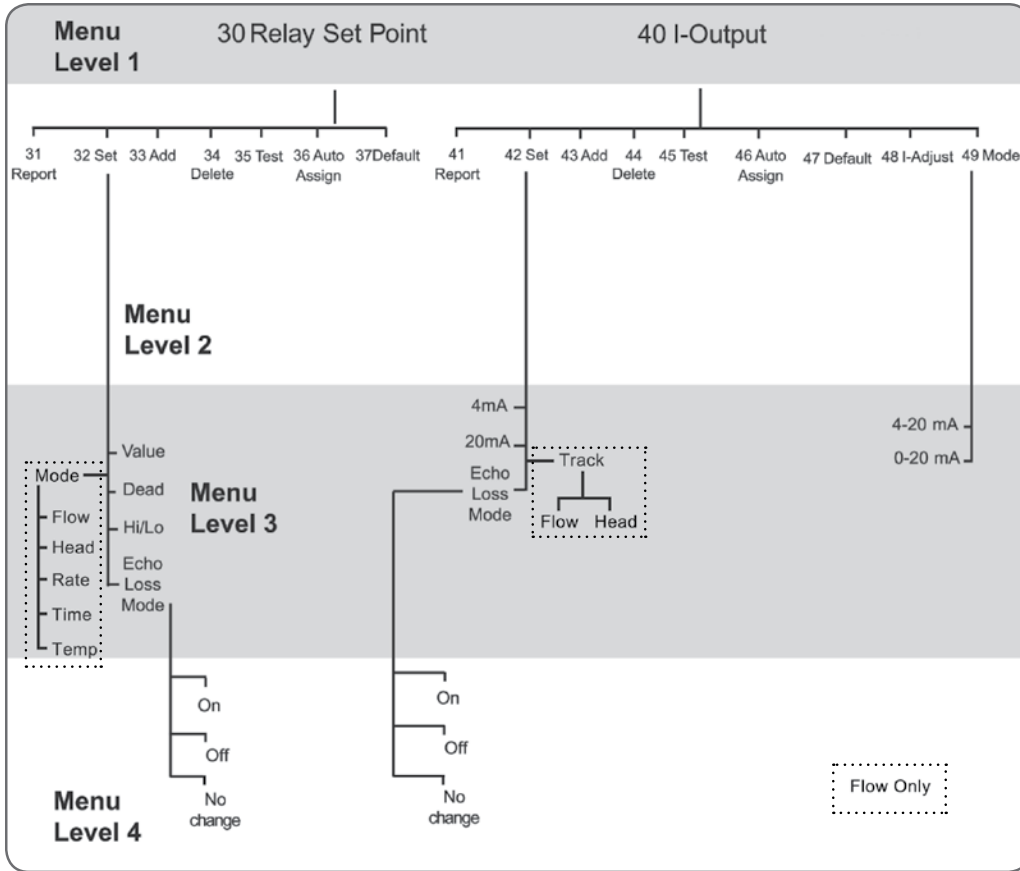 Menu
Level 1
30 Relay Set Point
40 I-Output
31
Report
32 Set
33 Add
34
Delete
35 Test
36 Auto
Assign
37Default
41
Report
42 Set
43 Add
44
Delete
45 Test
46 Auto
Assign
47 Default
48 I-Adjust
49 Mode
Menu
Level 2
Value
Mode
Dead
Flow
Hi/Lo
Head
Echo
Loss
Mode
Rate
Time
Temp
Menu
Level 3
4mA
20mA
Echo
Loss
Mode
Track
Flow
Head
4-20 mA
0-20 mA
On
Off
No
change
On
Off
No
change
Menu
Level 4
Flow Only